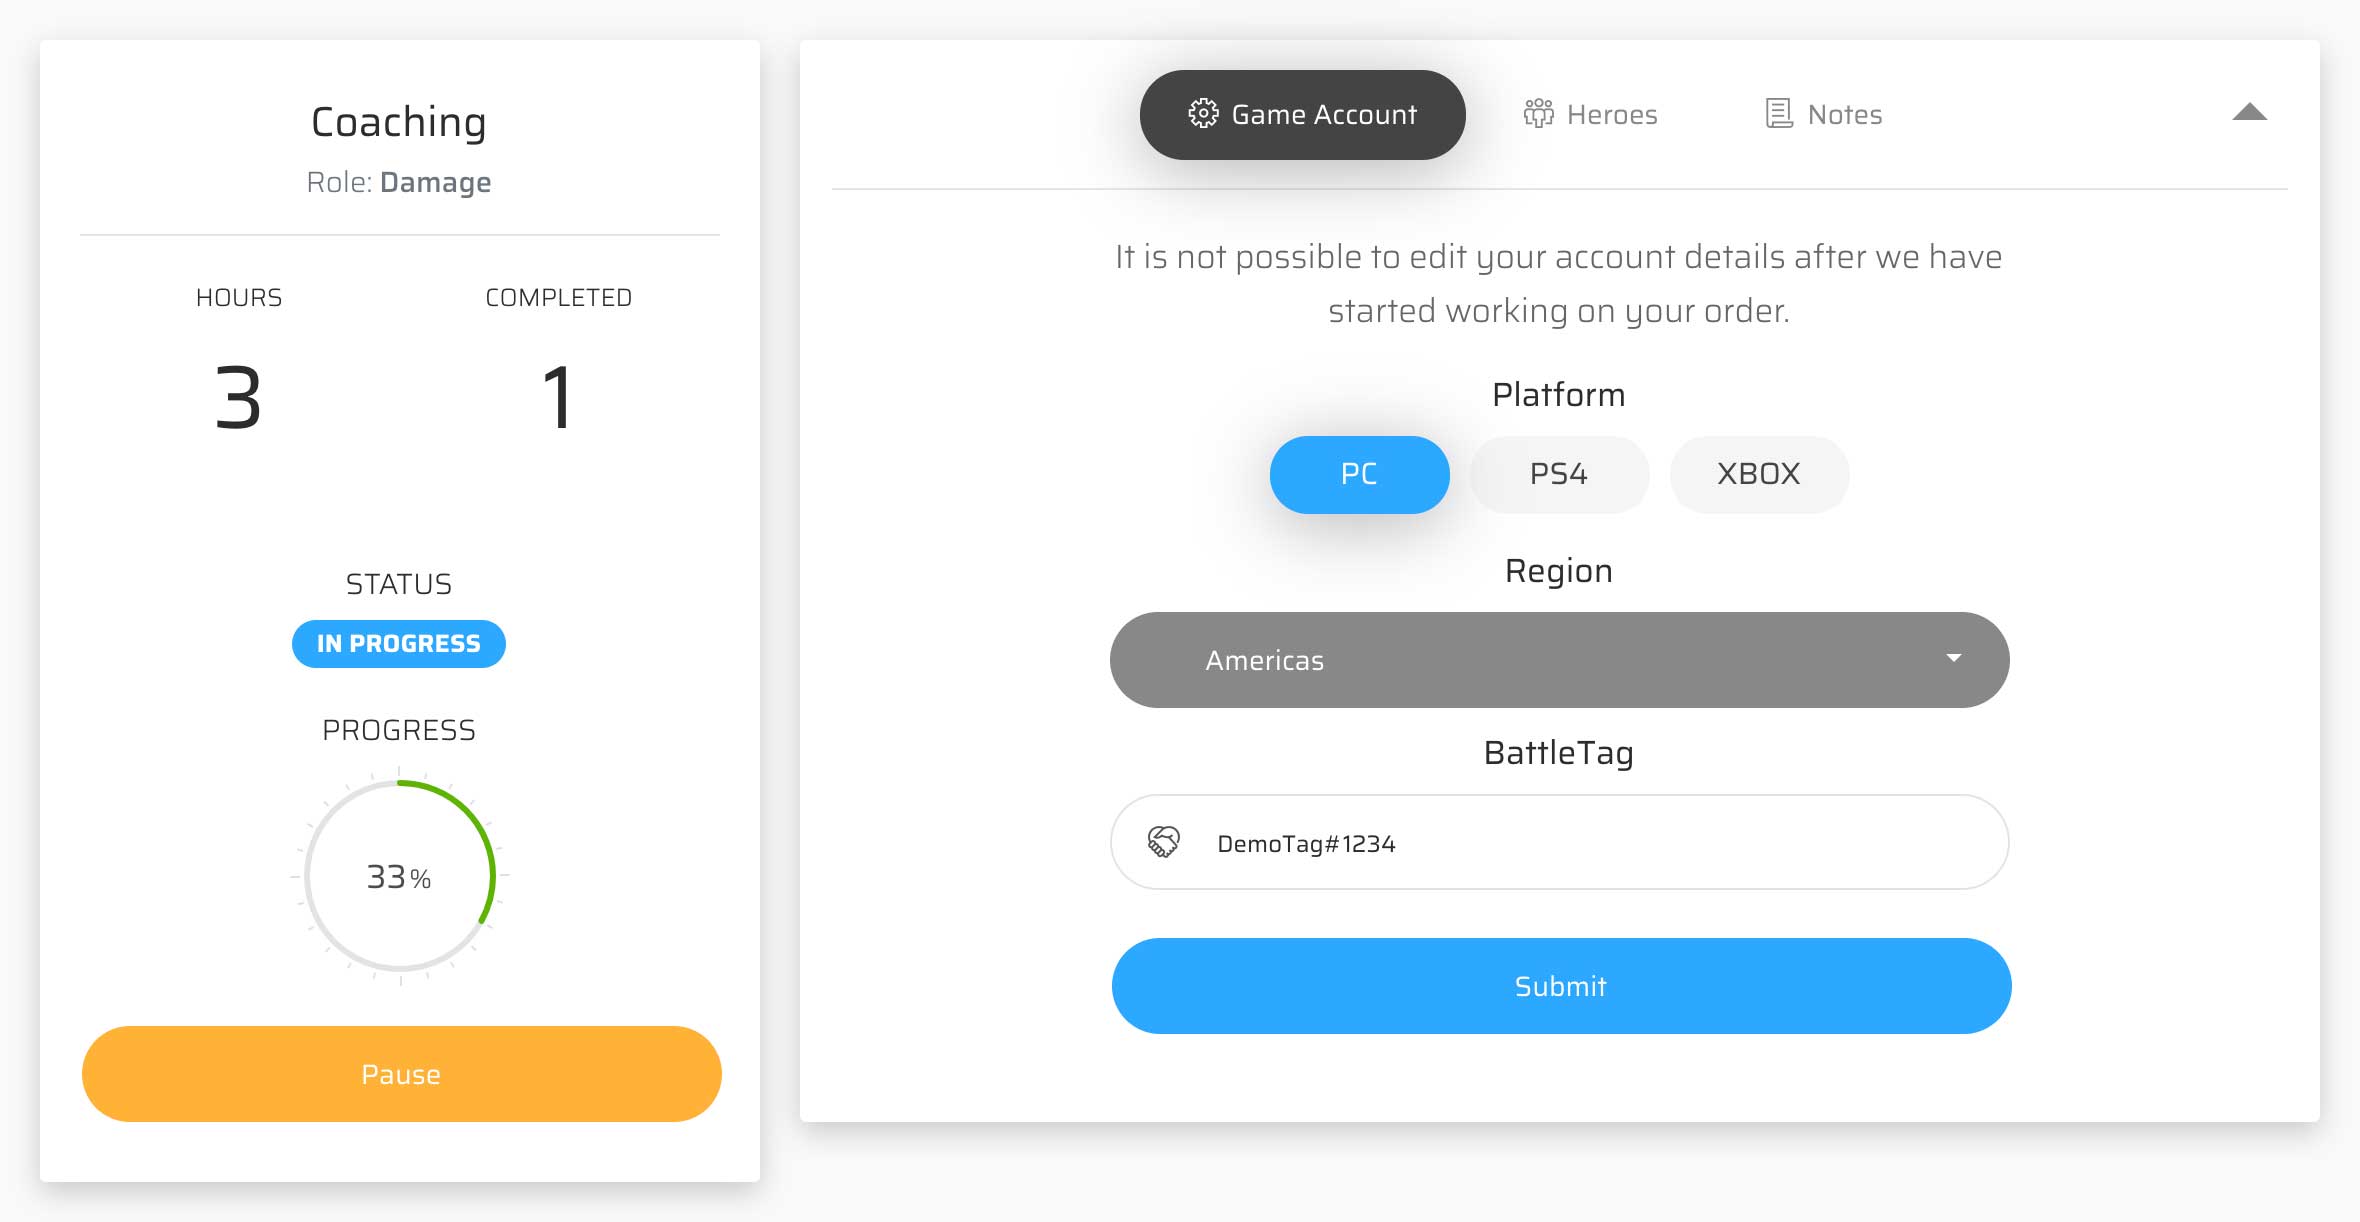 Coaching
Role: Damage
HOURS
COMPLETED
3
1
STATUS
IN PROGRESS
PROGRESS
33%
Pause
Game Account
Heroes
Notes
It is not possible to edit your account details after we have
started working on your order.
Platform
PC
PS4
XBOX
Region
Americas
BattleTag
DemoTag#1234
Submit